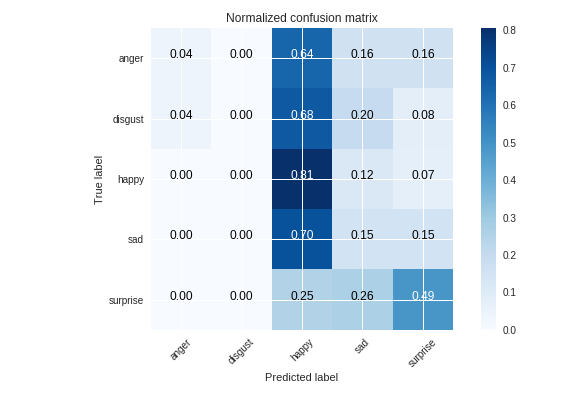 Normalized confusion matrix
True label
anger 0.04 0.00 0.64 0.16 0.16
disgust 0.04 0.00 0.68 0.20 0.08
happy 0.00 0.00 0.81 0.12 0.07
sad 0.00 0.00 0.70 0.15 0.15
surprise 0.00 0.00 0.25 0.26 0.49
anger disgust happy sad surprise
Predicted label
0.8
0.7
0.6
0.5
0.4
0.3
0.2
0.1
0.0